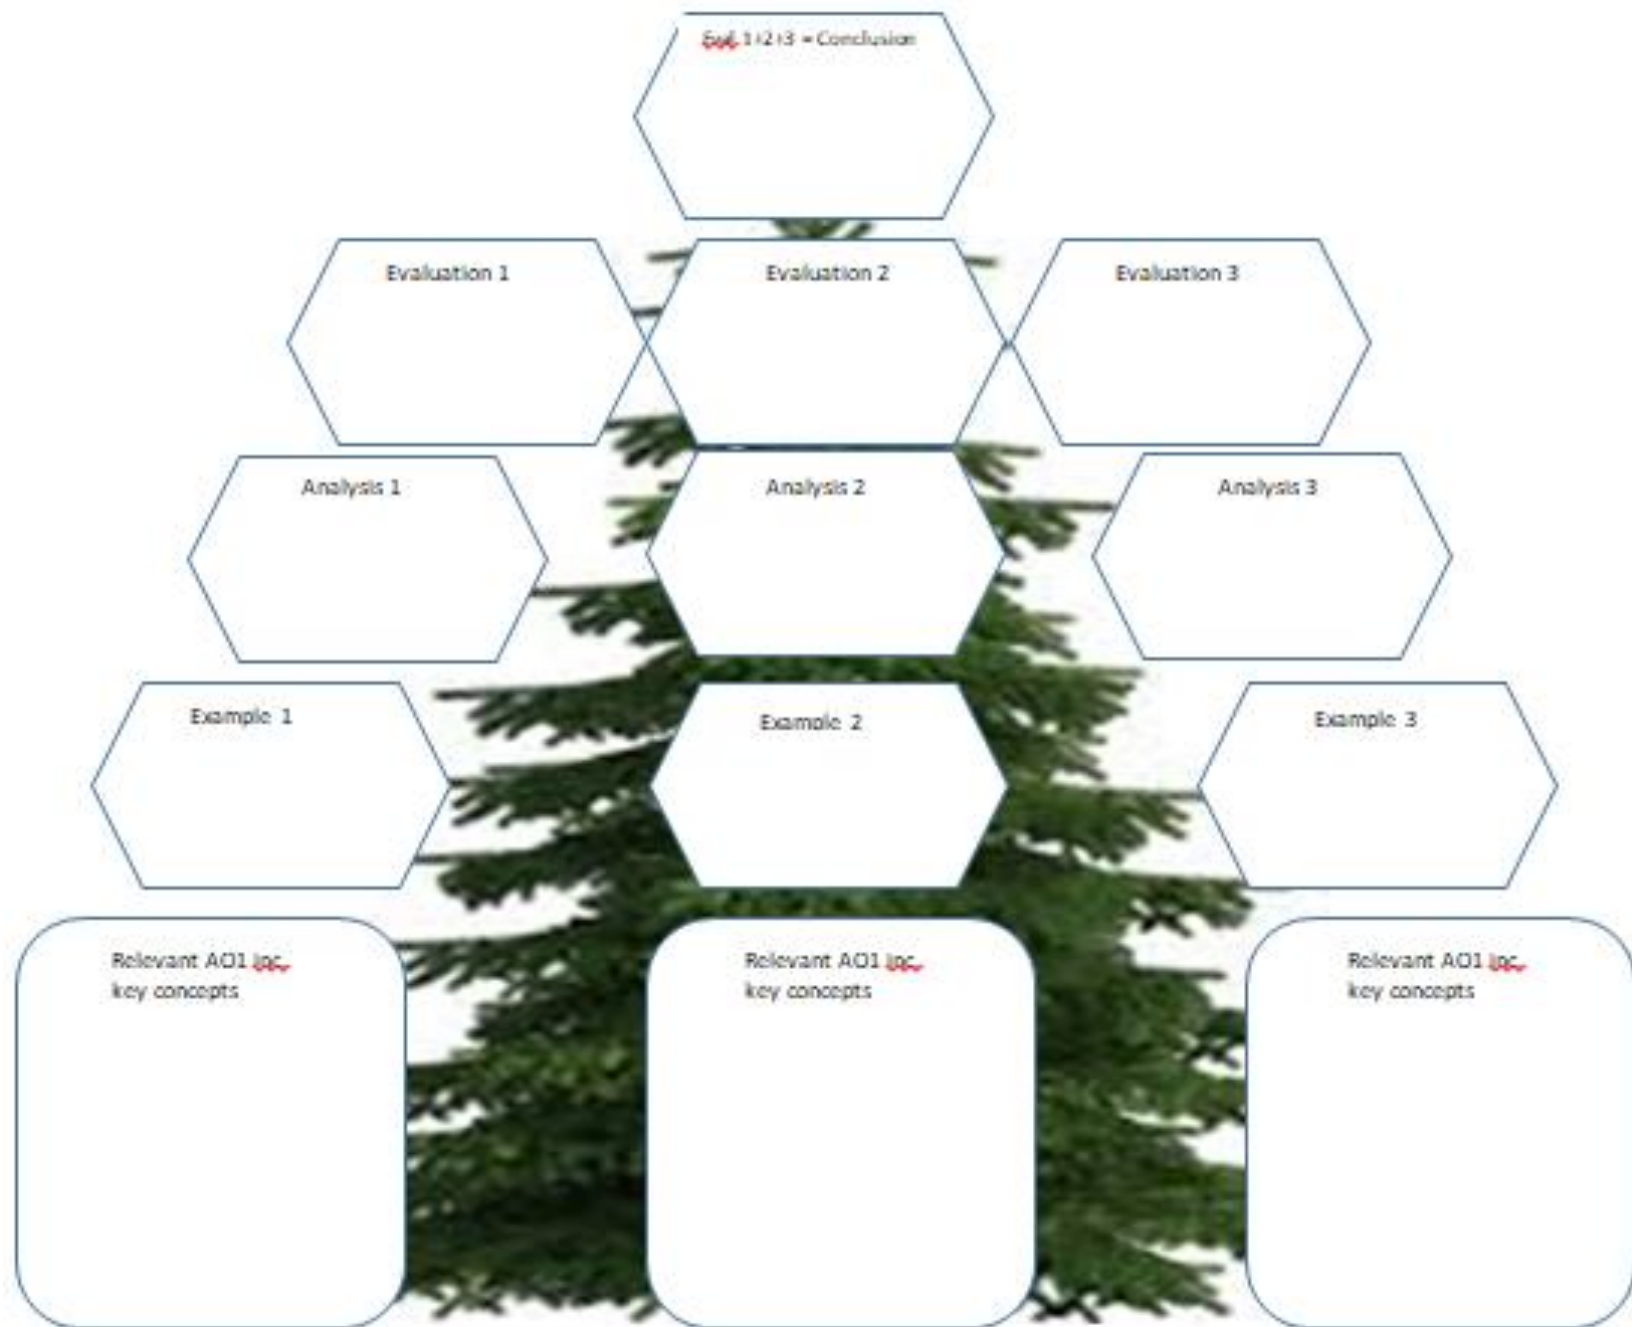 Eval 1+2+3 = Conclusion
Evaluation 1
Evaluation 2
Evaluation 3
Analysis 1
Analysis 2
Analysis 3
Example 1
Example 2
Example 3
Relevant AO1 inc.
key concepts
Relevant AO1 inc.
key concepts
Relevant AO1 inc.
key concepts